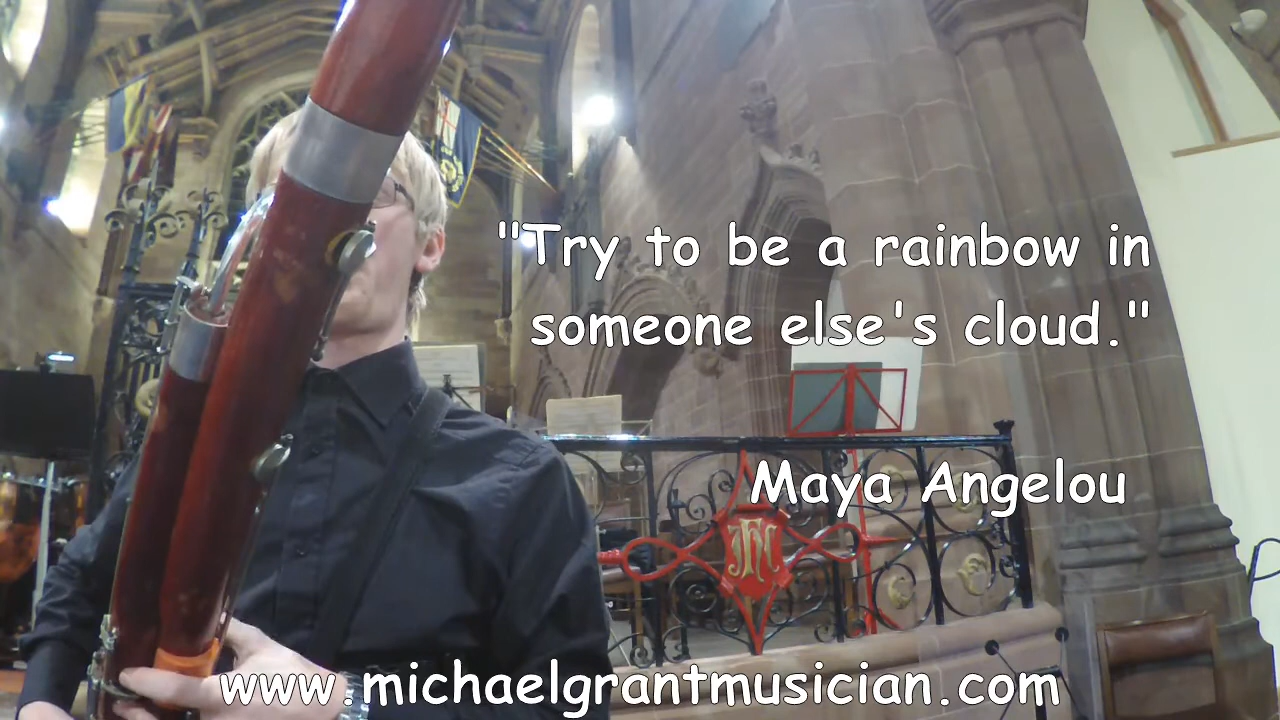 "Try to be a rainbow in
someone else's cloud."
Maya Angelou
www.michaelgrantmusician.com